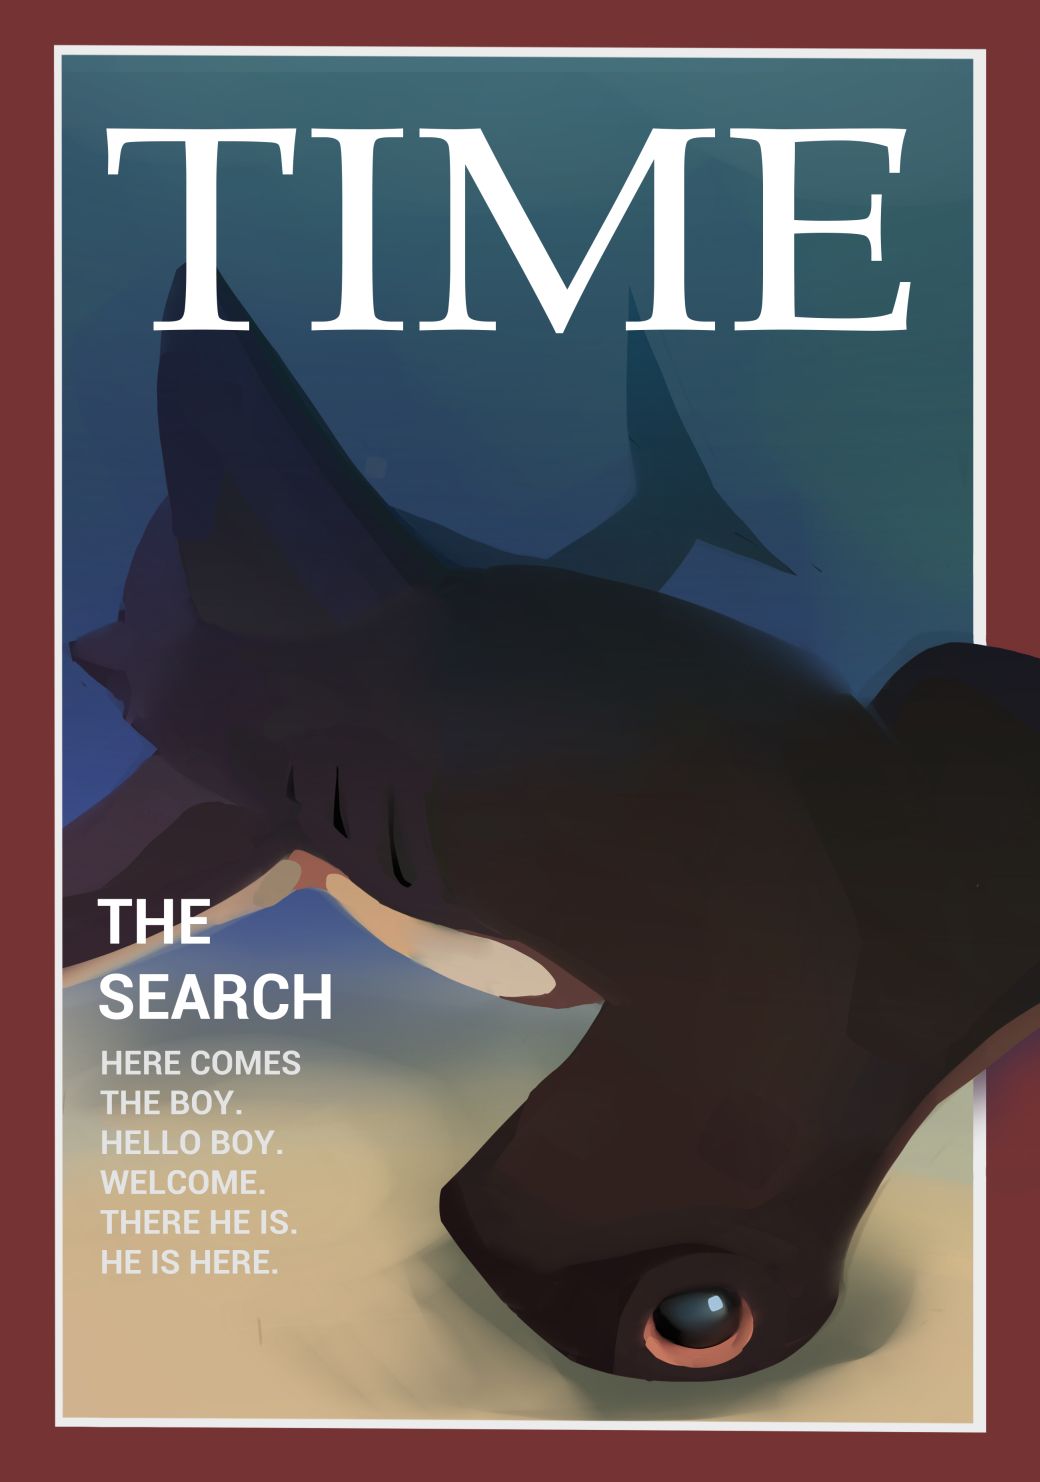 TIME
THE
SEARCH
HERE COMES
THE BOY.
HELLO BOY.
WELCOME.
THERE HE IS.
HE IS HERE.